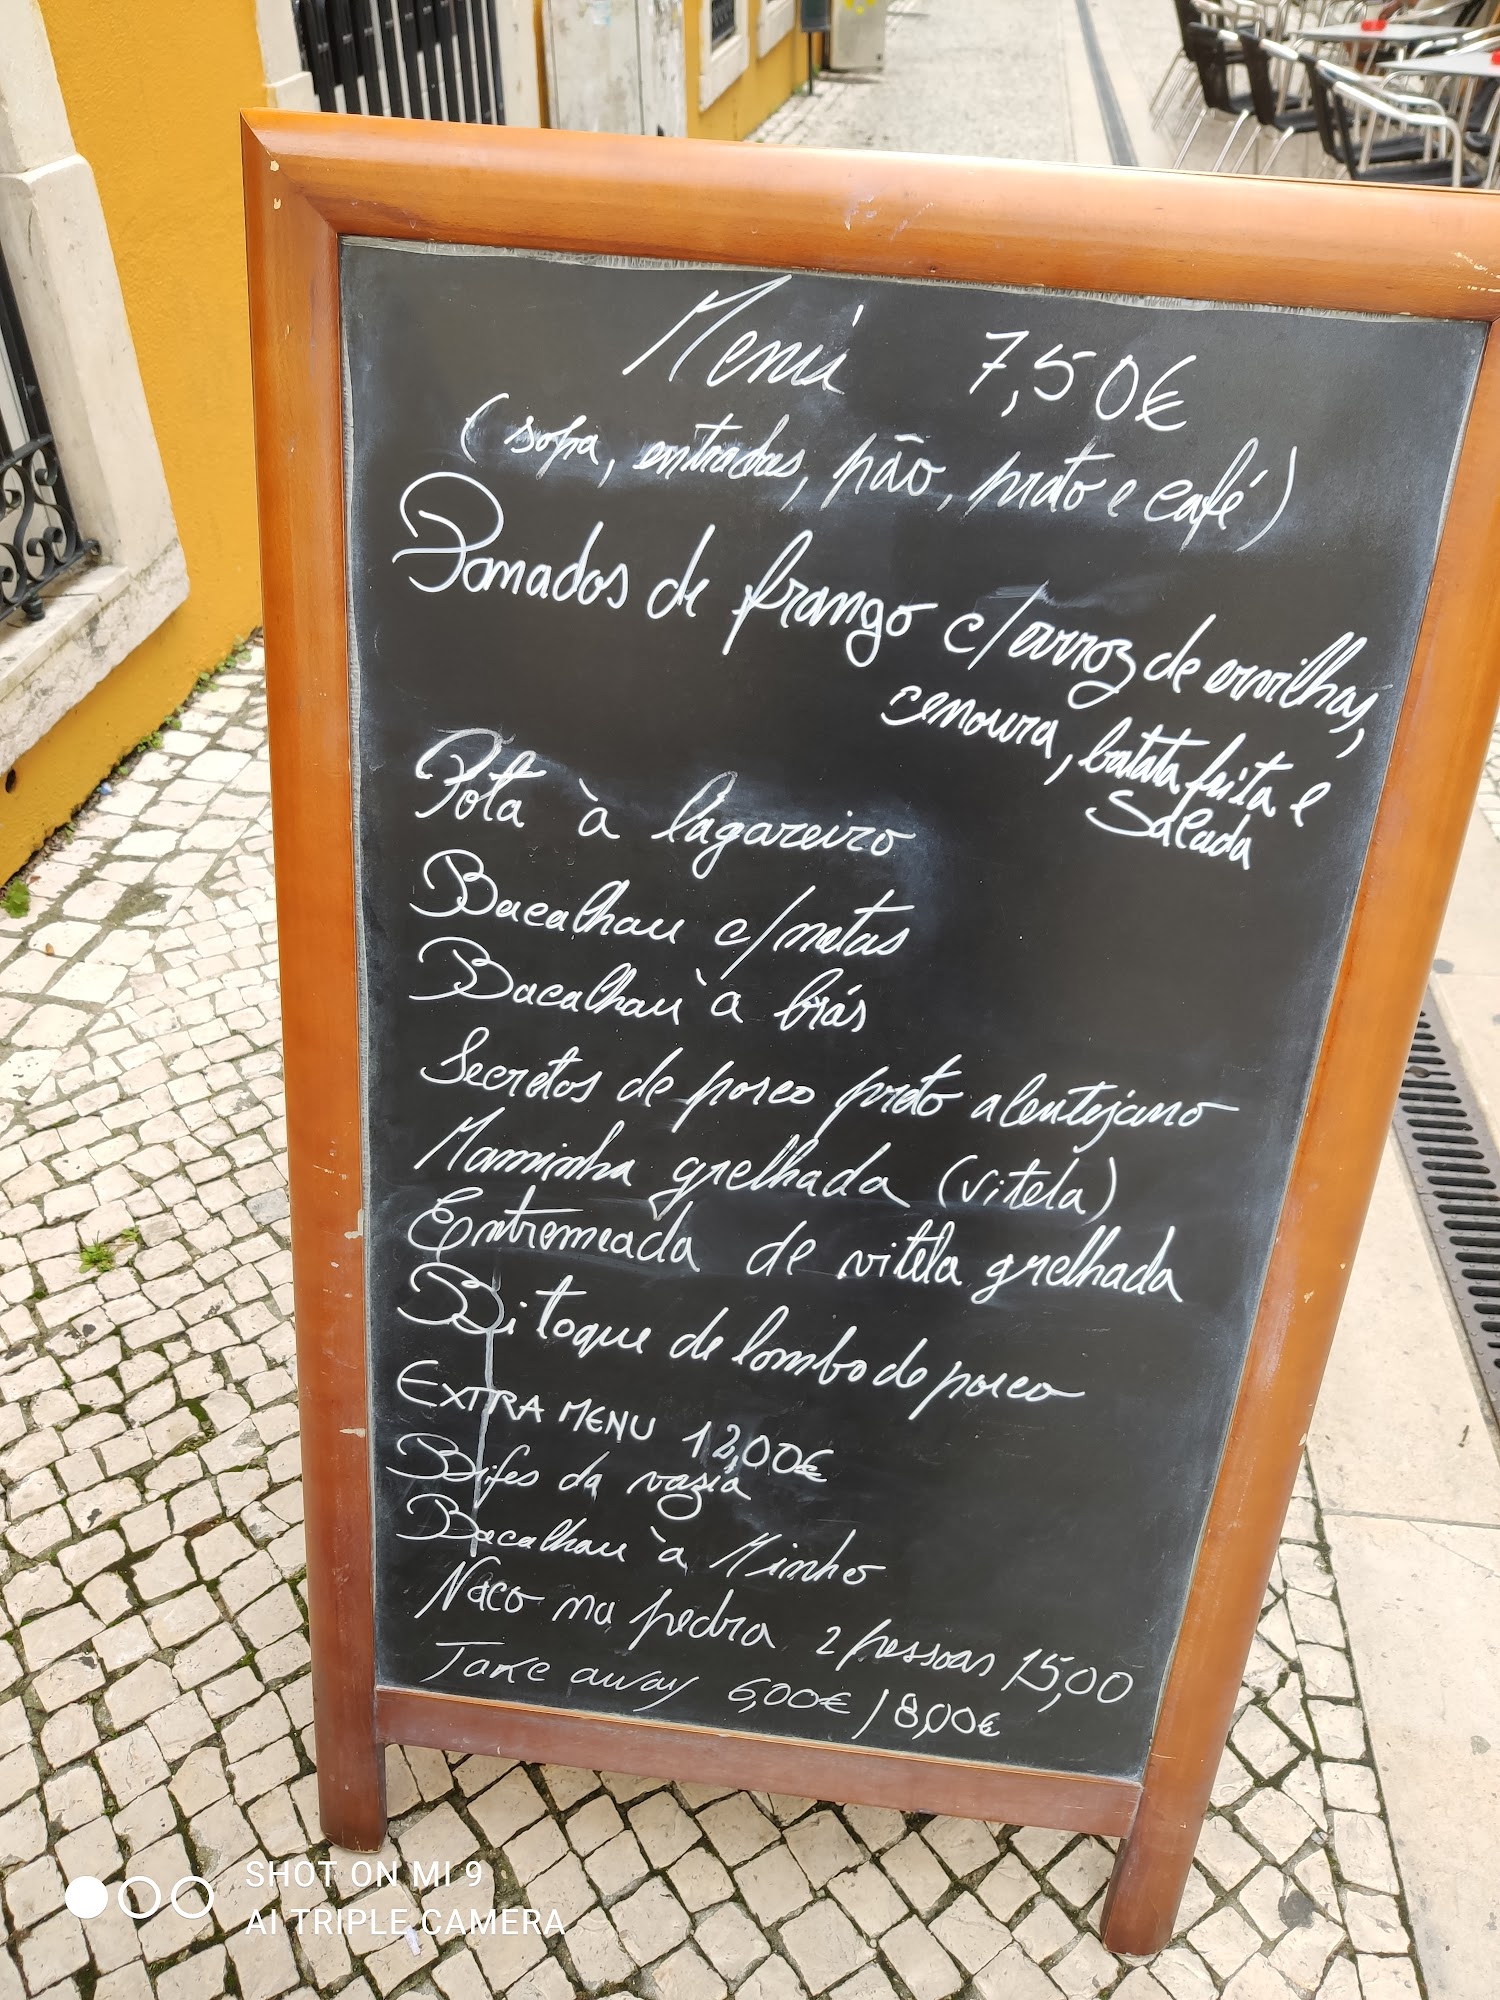 Menú 7,50€
(sopa, entradas, pão, prato e café)
Panados de frango c/arroz de ervilhas,
cenoura, batata frita e
Salada
Pota à lagareiro
Bacalhau c/natas
Bacalhau à brás
Secretos de porco preto alentejano
Maminha grelhada (vitela)
Entremeada de vitela grelhada
Bitoque de lombo de porco
EXTRA MENU 12,00€
Bifes da vazia
Bacalhau à Minho
Naco na pedra 2 pessoas 15,00
Take away 6,00€ / 8,00€
SHOT ON MI 9
AI TRIPLE CAMERA